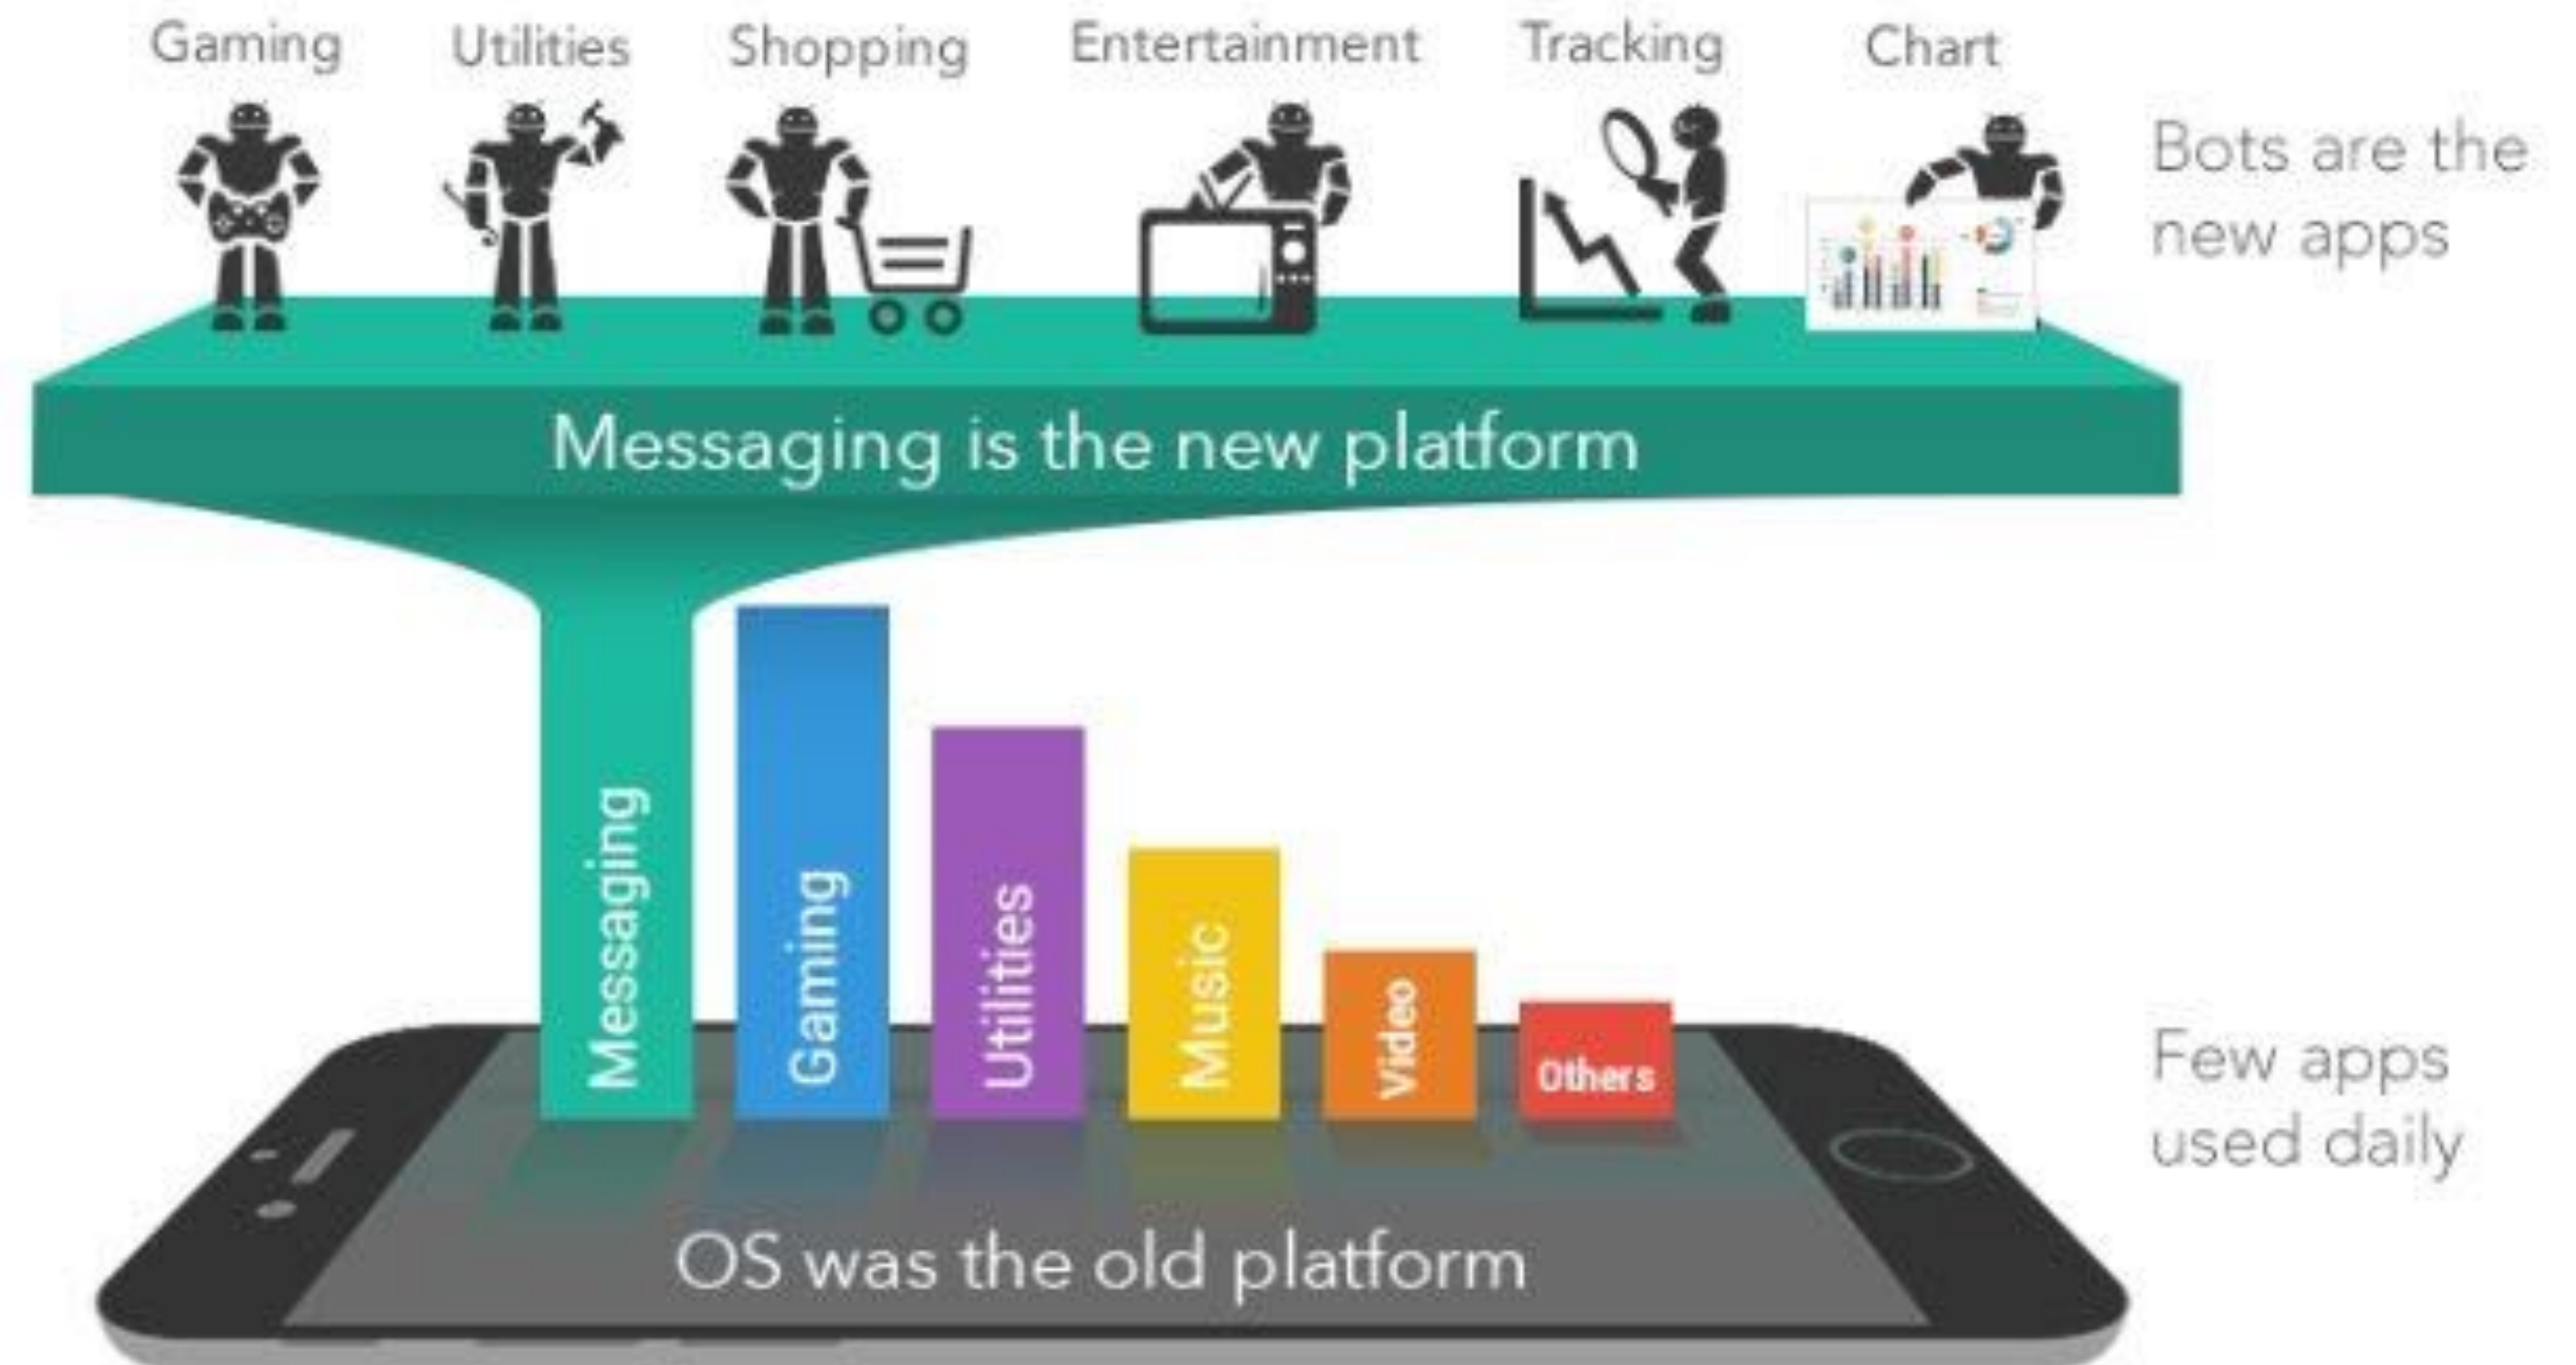 Gaming
Utilities
Shopping
Entertainment
Tracking
Chart
Bots are the
new apps
Messaging is the new platform
Messaging
Gaming
Utilities
Music
Video
Others
Few apps
used daily
OS was the old platform